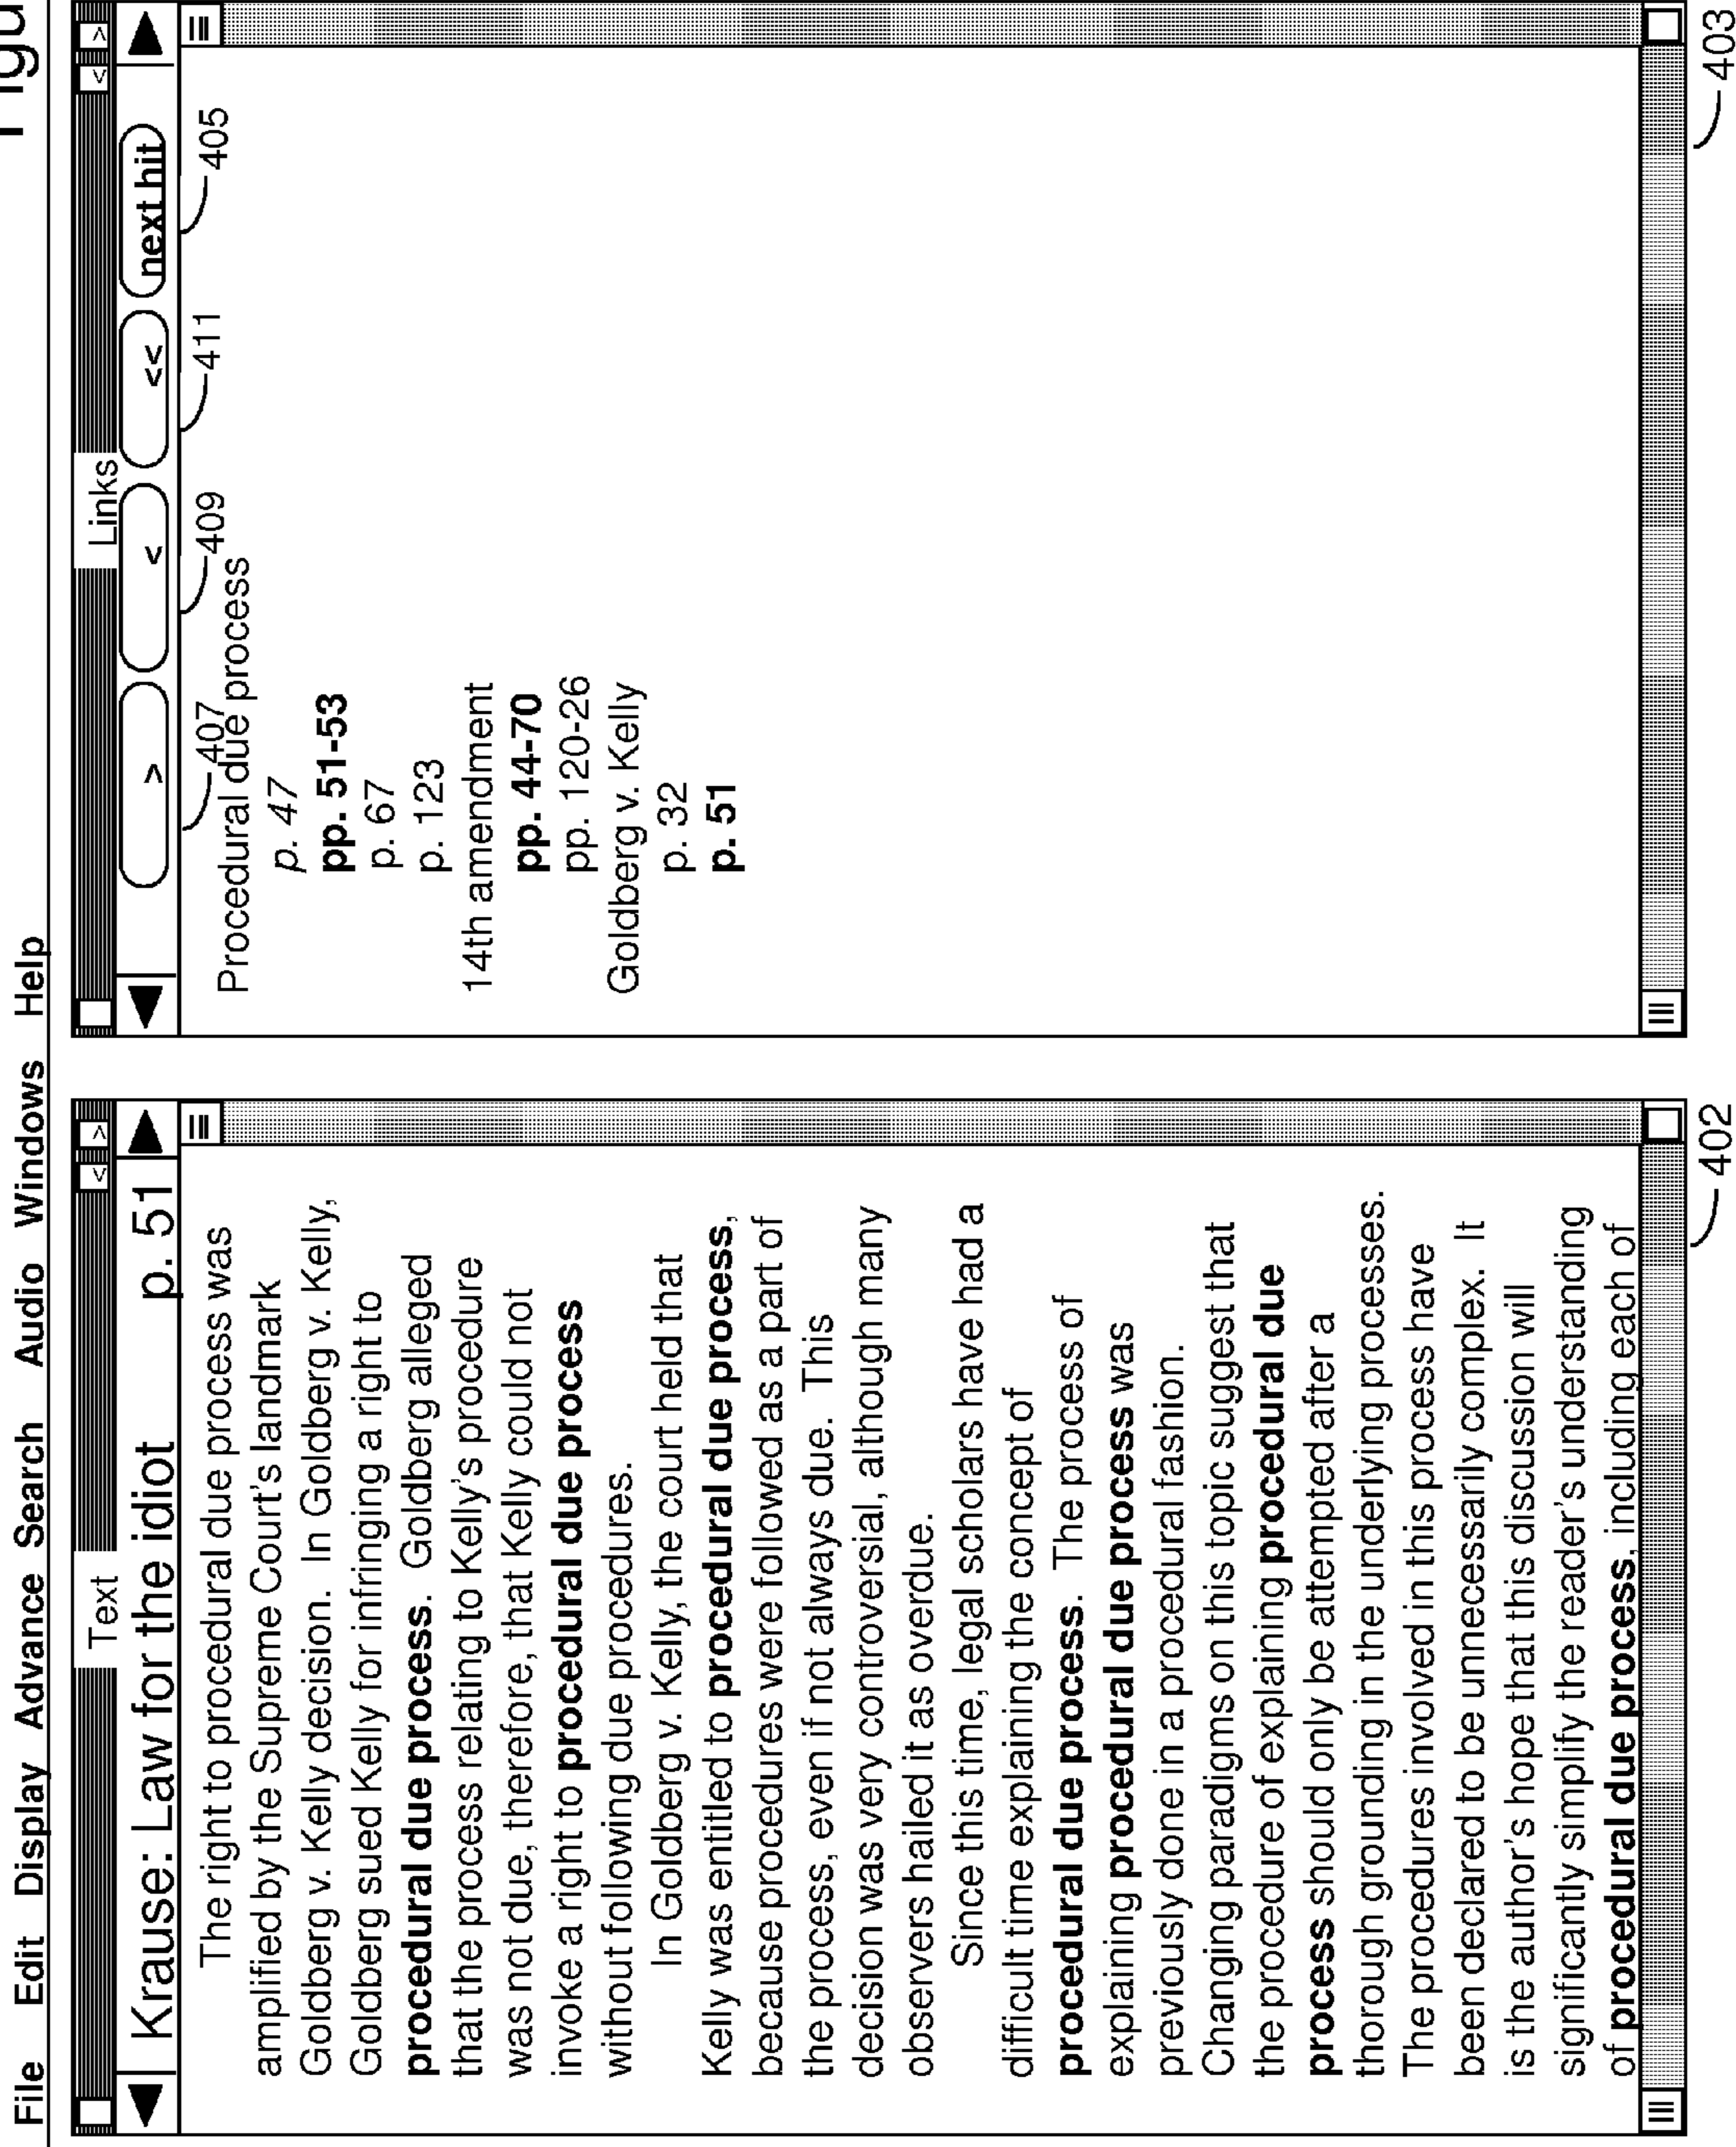 File Edit Display Advance Search Audio Windows Help
Text
Krause: Law for the idiot p. 51
The right to procedural due process was
amplified by the Supreme Court's landmark
Goldberg v. Kelly decision. In Goldberg v. Kelly,
Goldberg sued Kelly for infringing a right to
procedural due process. Goldberg alleged
that the process relating to Kelly's procedure
was not due, therefore, that Kelly could not
invoke a right to procedural due process
without following due procedures.
In Goldberg v. Kelly, the court held that
Kelly was entitled to procedural due process,
because procedures were followed as a part of
the process, even if not always due. This
decision was very controversial, although many
observers hailed it as overdue.
Since this time, legal scholars have had a
difficult time explaining the concept of
procedural due process. The process of
explaining procedural due process was
previously done in a procedural fashion.
Changing paradigms on this topic suggest that
the procedure of explaining procedural due
process should only be attempted after a
thorough grounding in the underlying processes.
The procedures involved in this process have
been declared to be unnecessarily complex. It
is the author's hope that this discussion will
significantly simplify the reader's understanding
of procedural due process, including each of
402
Links
> < << next hit
407 409 411 405
Procedural due process
p. 47
pp. 51-53
p. 67
p. 123
14th amendment
pp. 44-70
pp. 120-26
Goldberg v. Kelly
p. 32
p. 51
403